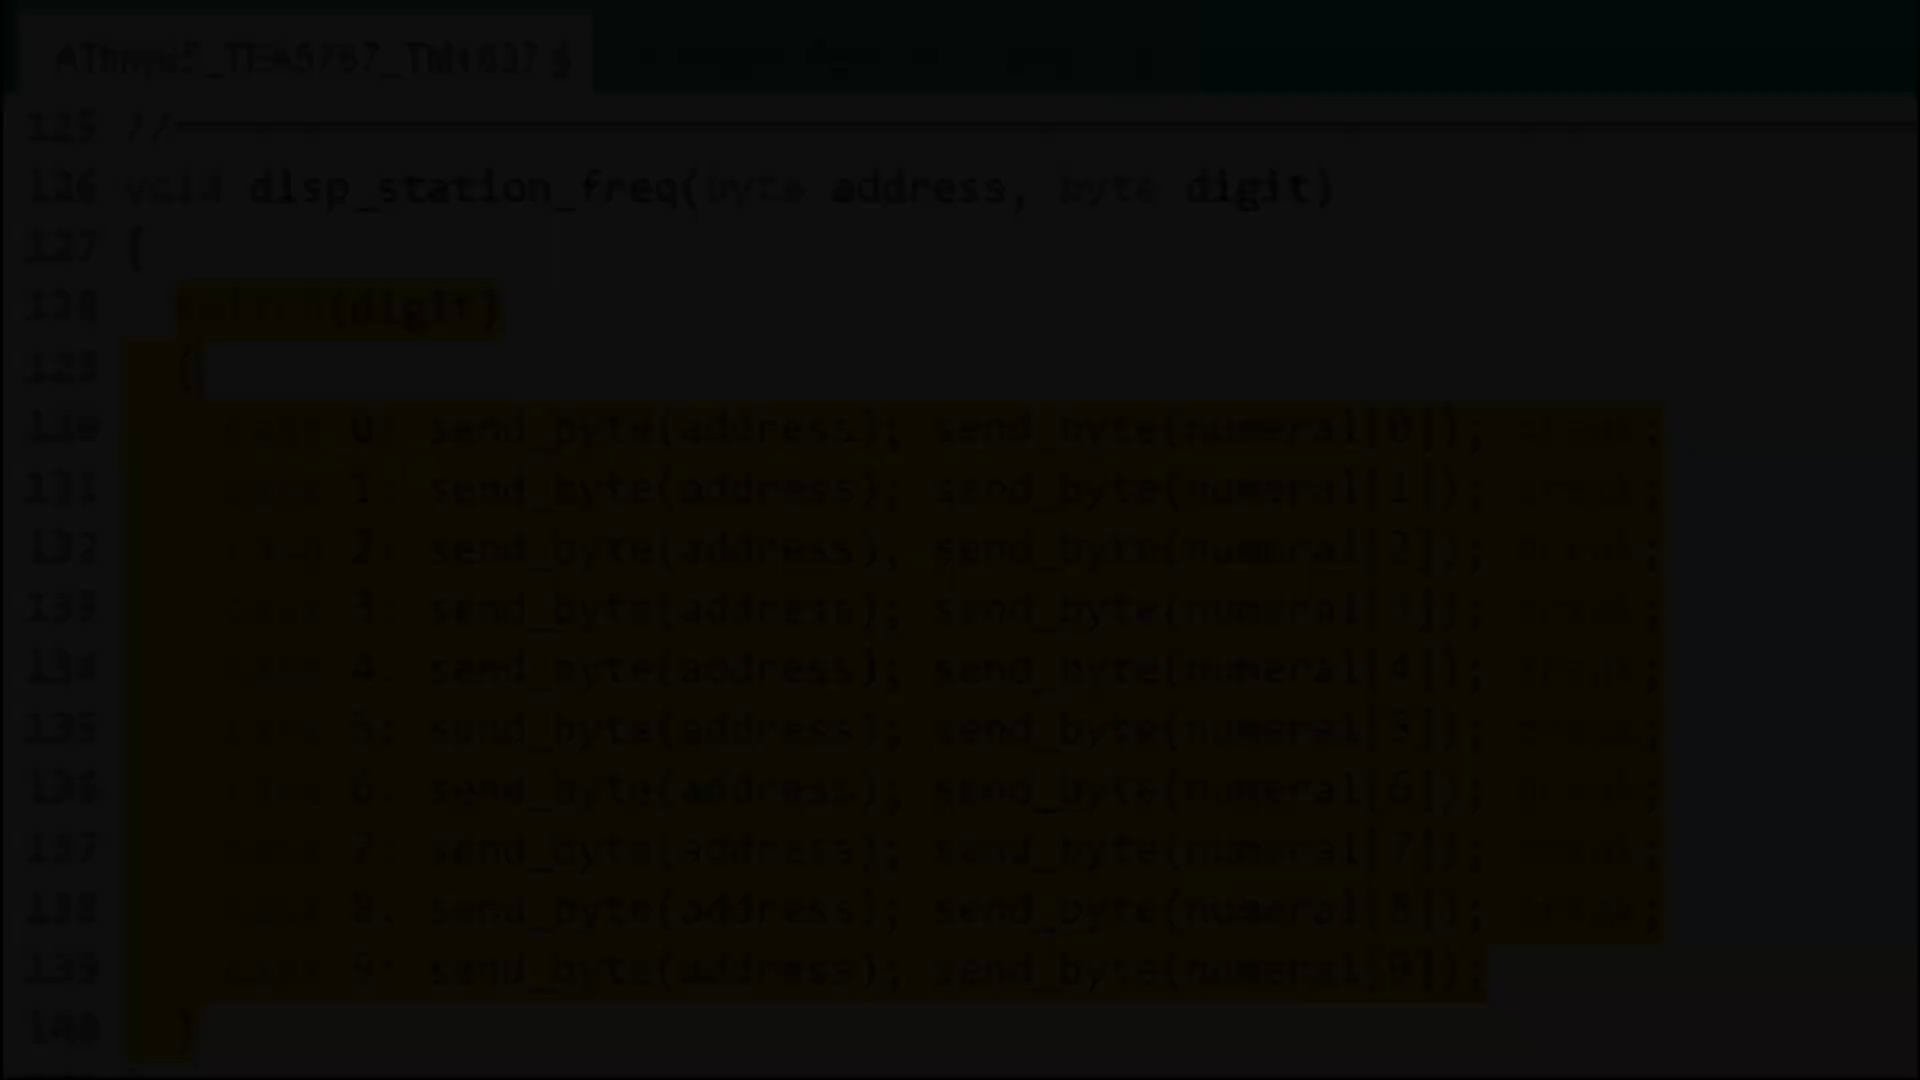 ATtiny85_TEA5767_TM1637 §
125 //
126 void disp_station_freq(byte address, byte digit)
127 {
128 switch(digit)
129 {
130 case 0: send_byte(address); send_byte(numeral[0]); break;
131 case 1: send_byte(address); send_byte(numeral[1]); break;
132 case 2: send_byte(address); send_byte(numeral[2]); break;
133 case 3: send_byte(address); send_byte(numeral[3]); break;
134 case 4: send_byte(address); send_byte(numeral[4]); break;
135 case 5: send_byte(address); send_byte(numeral[5]); break;
136 case 6: send_byte(address); send_byte(numeral[6]); break;
137 case 7: send_byte(address); send_byte(numeral[7]); break;
138 case 8: send_byte(address); send_byte(numeral[8]); break;
139 case 9: send_byte(address); send_byte(numeral[9]);
140 }